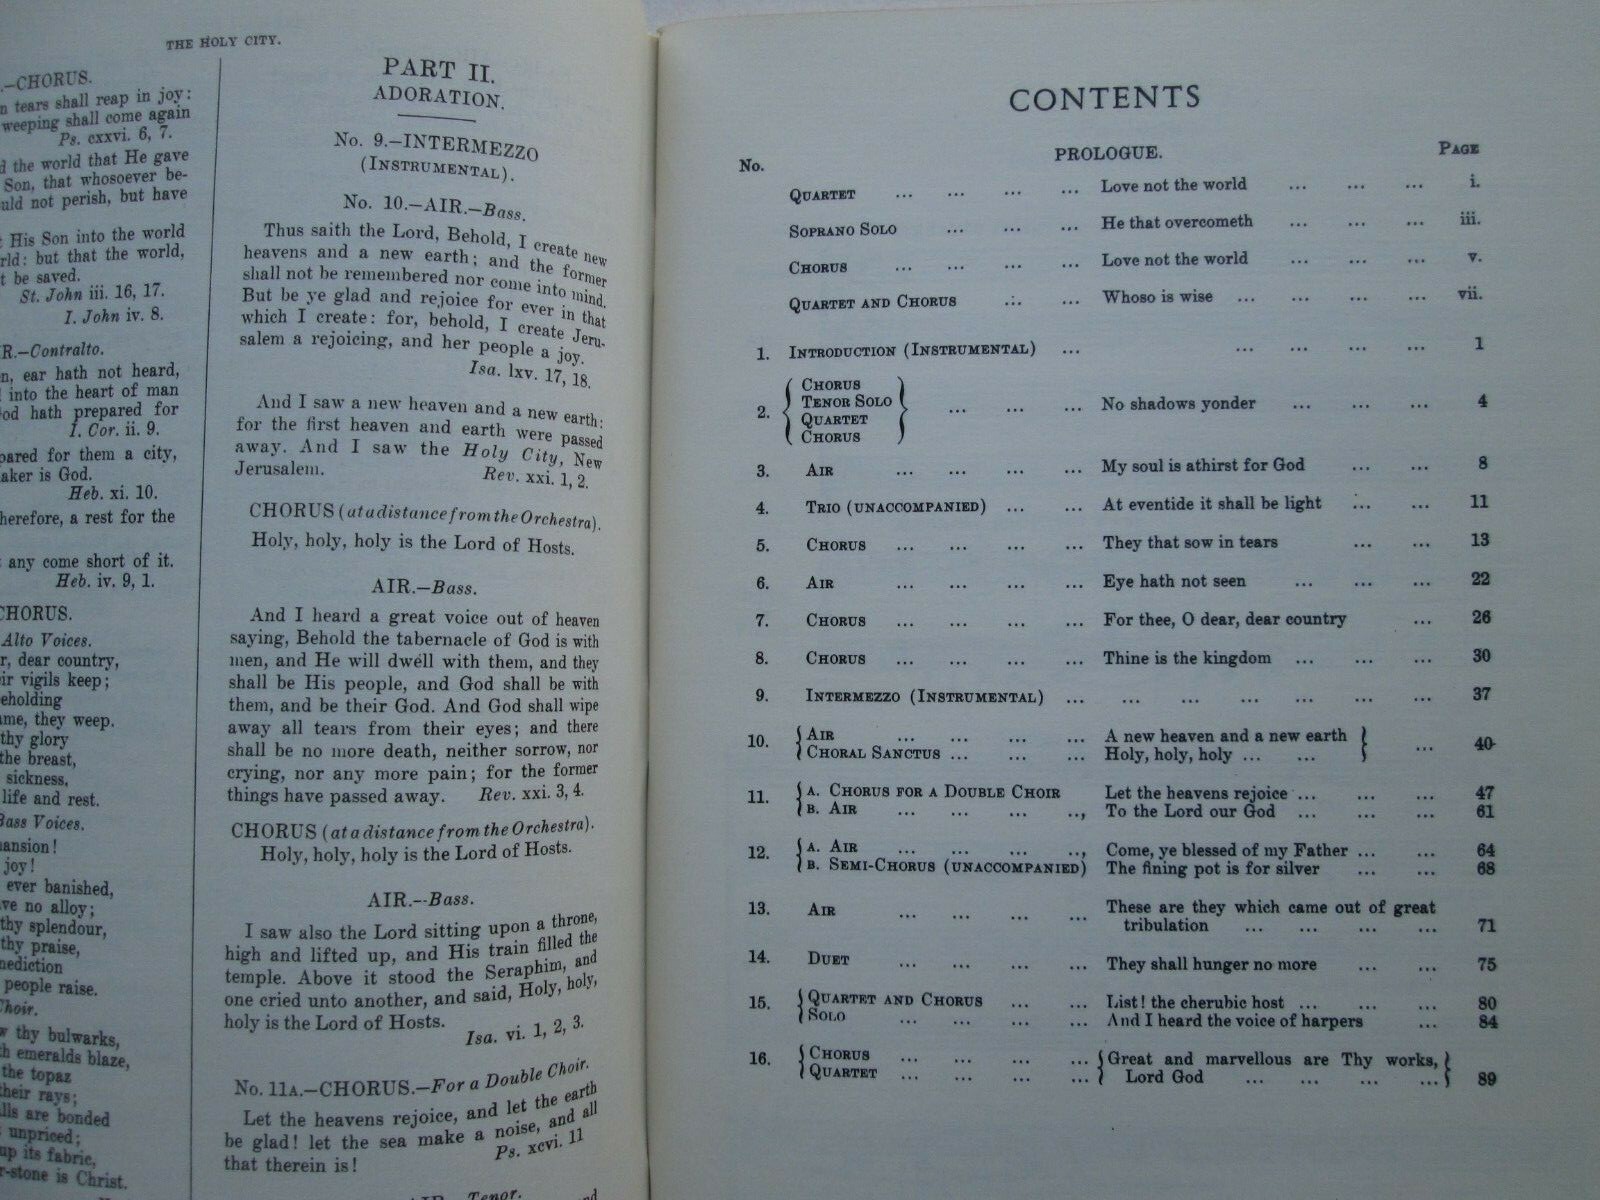 THE HOLY CITY.
.—CHORUS.
n tears shall reap in joy:
weeping shall come again
Ps. cxxvi. 6, 7.
d the world that He gave
Son, that whosoever be-
uld not perish, but have
t His Son into the world
rld: but that the world,
t be saved.
St. John iii. 16, 17.
I. John iv. 8.
R.—Contralto.
n, ear hath not heard,
into the heart of man
God hath prepared for
I. Cor. ii. 9.
pared for them a city,
aker is God.
Heb. xi. 10.
herefore, a rest for the
any come short of it.
Heb. iv. 9, 1.
CHORUS.
Alto Voices.
r, dear country,
ir vigils keep;
eholding
ame, they weep.
thy glory
the breast,
sickness,
life and rest.
Bass Voices.
ansion!
joy!
ever banished,
ve no alloy;
thy splendour,
thy praise,
nediction
people raise.
Choir.
w thy bulwarks,
h emeralds blaze,
the topaz
their rays;
lls are bonded
unpriced;
up its fabric,
r-stone is Christ.
PART II.
ADORATION.
No. 9.—INTERMEZZO
(INSTRUMENTAL).
No. 10.—AIR.—Bass.
Thus saith the Lord, Behold, I create new
heavens and a new earth; and the former
shall not be remembered nor come into mind.
But be ye glad and rejoice for ever in that
which I create: for, behold, I create Jeru-
salem a rejoicing, and her people a joy.
Isa. lxv. 17, 18.
And I saw a new heaven and a new earth:
for the first heaven and earth were passed
away. And I saw the Holy City, New
Jerusalem. Rev. xxi. 1, 2.
CHORUS (at a distance from the Orchestra).
Holy, holy, holy is the Lord of Hosts.
AIR.—Bass.
And I heard a great voice out of heaven
saying, Behold the tabernacle of God is with
men, and He will dwell with them, and they
shall be His people, and God shall be with
them, and be their God. And God shall wipe
away all tears from their eyes; and there
shall be no more death, neither sorrow, nor
crying, nor any more pain; for the former
things have passed away. Rev. xxi. 3, 4.
CHORUS (at a distance from the Orchestra).
Holy, holy, holy is the Lord of Hosts.
AIR.--Bass.
I saw also the Lord sitting upon a throne,
high and lifted up, and His train filled the
temple. Above it stood the Seraphim, and
one cried unto another, and said, Holy, holy,
holy is the Lord of Hosts.
Isa. vi. 1, 2, 3.
No. 11A.—CHORUS.—For a Double Choir.
Let the heavens rejoice, and let the earth
be glad! let the sea make a noise, and all
that therein is! Ps. xcvi. 11
AIR.—Tenor.
and
CONTENTS
No. PROLOGUE. PAGE
QUARTET ... ... ... ... Love not the world ... ... ... i.
SOPRANO SOLO ... ... ... He that overcometh ... ... ... iii.
CHORUS ... ... ... ... Love not the world ... ... ... v.
QUARTET AND CHORUS ... ... Whoso is wise ... ... ... ... vii.
1. INTRODUCTION (INSTRUMENTAL) ... ... ... ... ... 1
2. { CHORUS
TENOR SOLO
QUARTET
CHORUS } ... ... ... No shadows yonder ... ... ... 4
3. AIR ... ... ... ... My soul is athirst for God ... ... 8
4. TRIO (UNACCOMPANIED) ... ... At eventide it shall be light ... ... 11
5. CHORUS ... ... ... ... They that sow in tears ... ... 13
6. AIR ... ... ... ... Eye hath not seen ... ... ... 22
7. CHORUS ... ... ... ... For thee, O dear, dear country ... 26
8. CHORUS ... ... ... ... Thine is the kingdom ... ... ... 30
9. INTERMEZZO (INSTRUMENTAL) ... ... ... ... ... ... ... 37
10. { AIR ... ... ... ... A new heaven and a new earth } ... 40
CHORAL SANCTUS ... ... ... Holy, holy, holy ... ...
11. { A. CHORUS FOR A DOUBLE CHOIR Let the heavens rejoice ... ... ... 47
B. AIR ... ... ... .., To the Lord our God ... ... ... 61
12. { A. AIR ... ... ... .., Come, ye blessed of my Father ... ... 64
B. SEMI-CHORUS (UNACCOMPANIED) The fining pot is for silver ... ... 68
13. AIR ... ... ... ... These are they which came out of great
tribulation ... ... ... ... 71
14. DUET ... ... ... ... They shall hunger no more ... ... 75
15. { QUARTET AND CHORUS ... ... List! the cherubic host ... ... ... 80
SOLO ... ... ... ... And I heard the voice of harpers ... 84
16. { CHORUS ... ... ... ... { Great and marvellous are Thy works, }
QUARTET ... ... ... ... Lord God ... ... ... ... 89